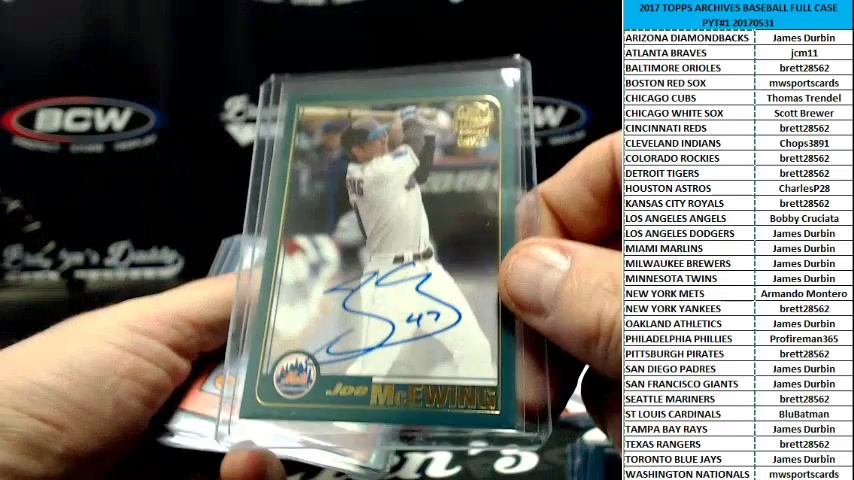 2017 TOPPS ARCHIVES BASEBALL FULL CASE
PYT#1 20170531
ARIZONA DIAMONDBACKS James Durbin
ATLANTA BRAVES jcm11
BALTIMORE ORIOLES brett28562
BOSTON RED SOX mwsportscards
CHICAGO CUBS Thomas Trendel
CHICAGO WHITE SOX Scott Brewer
CINCINNATI REDS brett28562
CLEVELAND INDIANS Chops3891
COLORADO ROCKIES brett28562
DETROIT TIGERS brett28562
HOUSTON ASTROS CharlesP28
KANSAS CITY ROYALS brett28562
LOS ANGELES ANGELS Bobby Cruciata
LOS ANGELES DODGERS James Durbin
MIAMI MARLINS James Durbin
MILWAUKEE BREWERS James Durbin
MINNESOTA TWINS James Durbin
NEW YORK METS Armando Montero
NEW YORK YANKEES brett28562
OAKLAND ATHLETICS James Durbin
PHILADELPHIA PHILLIES Profireman365
PITTSBURGH PIRATES brett28562
SAN DIEGO PADRES James Durbin
SAN FRANCISCO GIANTS James Durbin
SEATTLE MARINERS brett28562
ST LOUIS CARDINALS BluBatman
TAMPA BAY RAYS James Durbin
TEXAS RANGERS brett28562
TORONTO BLUE JAYS James Durbin
WASHINGTON NATIONALS mwsportscards
BCW
47
Mets
Joe McEWING